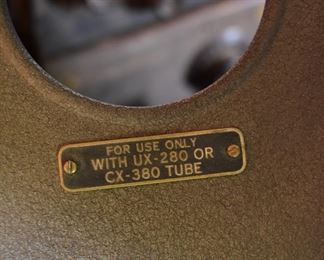 FOR USE ONLY
WITH UX-280 OR
CX-380 TUBE